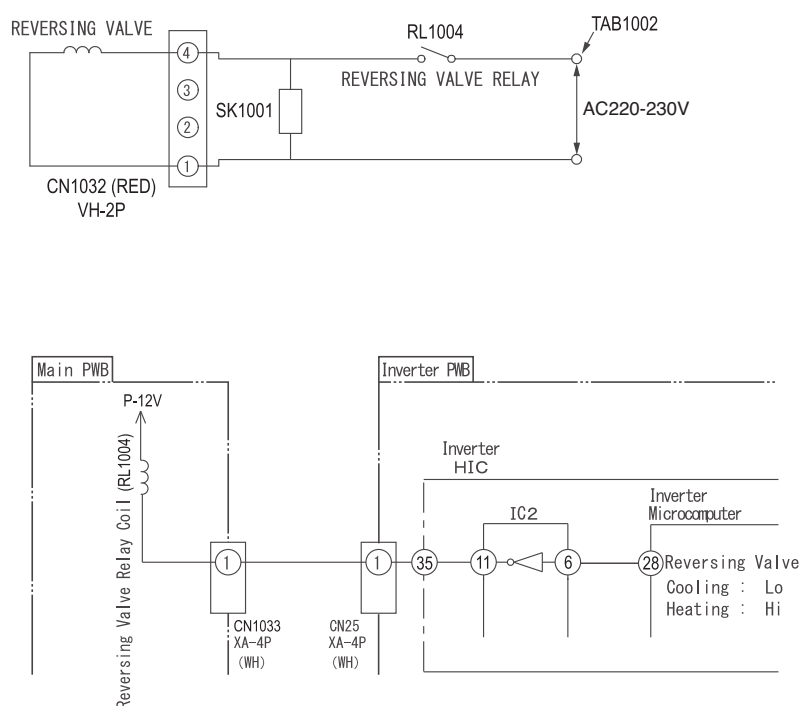 REVERSING VALVE
RL1004
TAB1002
4
REVERSING VALVE RELAY
3
SK1001
AC220-230V
2
1
CN1032 (RED)
VH-2P
Main PWB
Inverter PWB
P-12V
Reversing Valve Relay Coil (RL1004)
Inverter
HIC
Inverter
Microcomputer
IC2
1
1
35
11
6
28
Reversing Valve
Cooling : Lo
Heating : Hi
CN1033
XA-4P
(WH)
CN25
XA-4P
(WH)